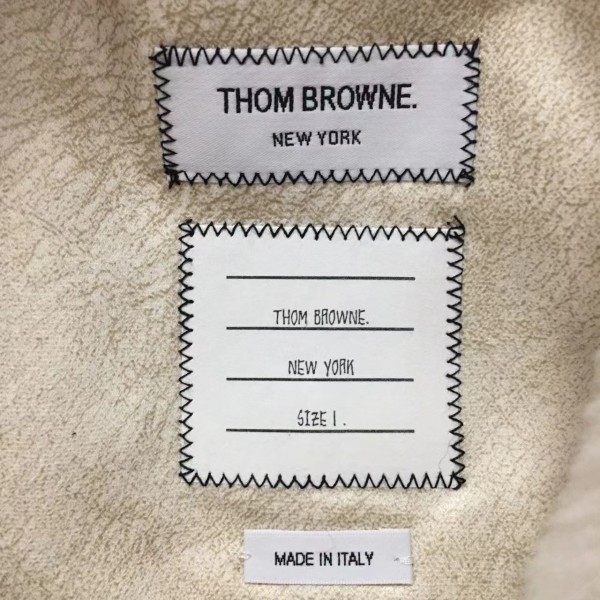 THOM BROWNE.
NEW YORK
THOM BROWNE.
NEW YORK
SIZE 1 .
MADE IN ITALY